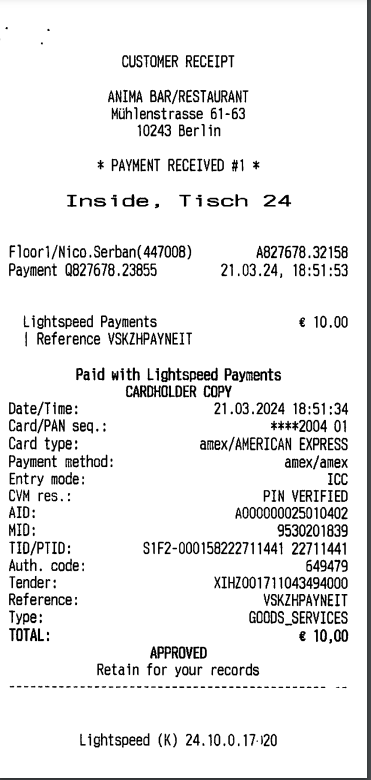 CUSTOMER RECEIPT
ANIMA BAR/RESTAURANT
Mühlenstrasse 61-63
10243 Berlin
* PAYMENT RECEIVED #1 *
Inside, Tisch 24
Floor1/Nico.Serban(447008) A827678.32158
Payment Q827678.23855 21.03.24, 18:51:53
Lightspeed Payments € 10.00
| Reference VSKZHPAYNEIT
Paid with Lightspeed Payments
CARDHOLDER COPY
Date/Time: 21.03.2024 18:51:34
Card/PAN seq.: ****2004 01
Card type: amex/AMERICAN EXPRESS
Payment method: amex/amex
Entry mode: ICC
CVM res.: PIN VERIFIED
AID: A000000025010402
MID: 9530201839
TID/PTID: S1F2-000158222711441 22711441
Auth. code: 649479
Tender: XIHZ001711043494000
Reference: VSKZHPAYNEIT
Type: GOODS_SERVICES
TOTAL: € 10,00
APPROVED
Retain for your records
Lightspeed (K) 24.10.0.17